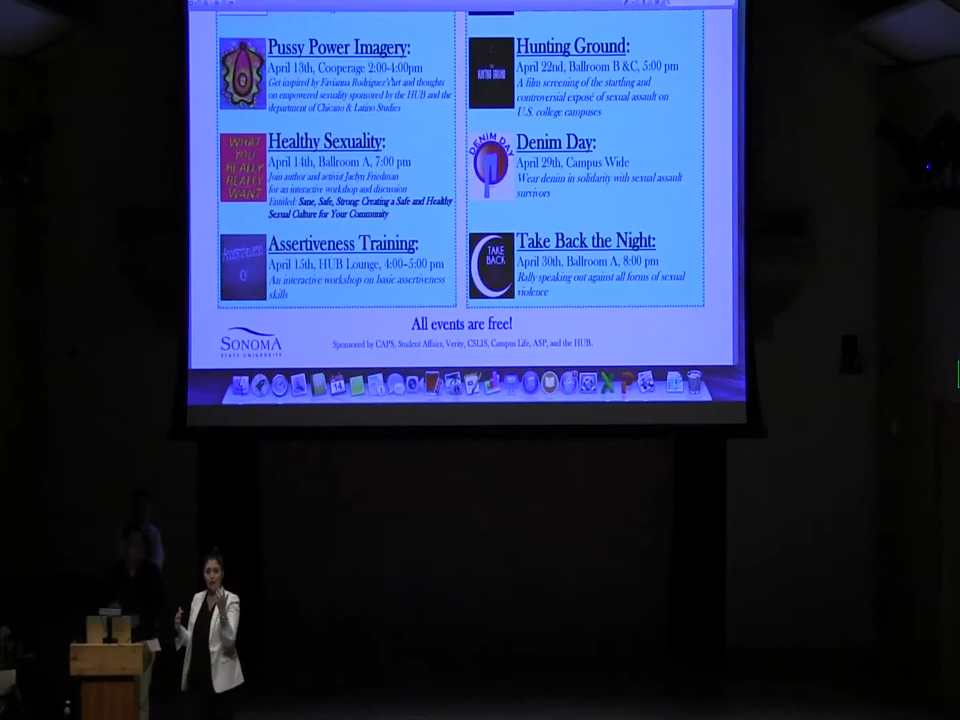 Pussy Power Imagery:
April 13th, Cooperage 2:00-4:00pm
Get inspired by Favianna Rodriguez's art and thoughts
on empowered sexuality sponsored by the HUB and the
department of Chicano & Latino Studies
WHAT
YOU
REALLY
REALLY
WANT
Healthy Sexuality:
April 14th, Ballroom A, 7:00 pm
Join author and activist Jaclyn Friedman
for an interactive workshop and discussion
Entitled: Sane, Safe, Strong: Creating a Safe and Healthy
Sexual Culture for Your Community
Assertiveness Training:
April 15th, HUB Lounge, 4:00-5:00 pm
An interactive workshop on basic assertiveness
skills
HUNTING GROUND
Hunting Ground:
April 22nd, Ballroom B &C, 5:00 pm
A film screening of the startling and
controversial exposé of sexual assault on
U.S. college campuses
DENIM DAY
Denim Day:
April 29th, Campus Wide
Wear denim in solidarity with sexual assault
survivors
TAKE
BACK
Take Back the Night:
April 30th, Ballroom A, 8:00 pm
Rally speaking out against all forms of sexual
violence
All events are free!
SONOMA
STATE UNIVERSITY
Sponsored by CAPS, Student Affairs, Verity, CSLIS, Campus Life, ASP, and the HUB.
14